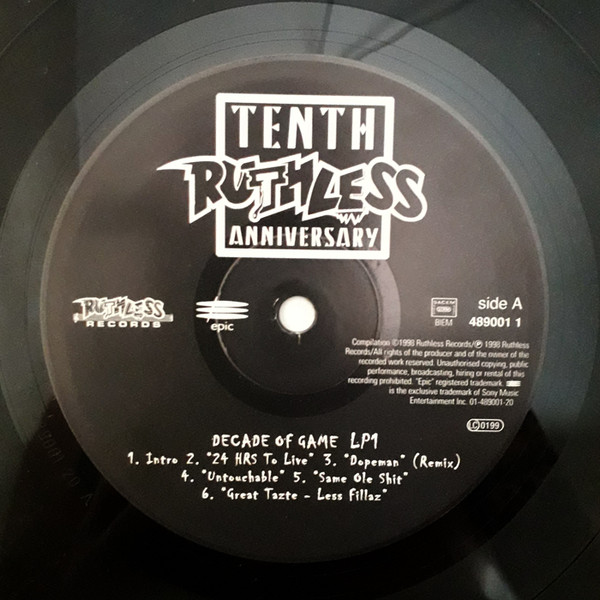 TENTH
RUTHLESS
ANNIVERSARY
RUTHLESS
RECORDS
epic
SACEM
BIEM
side A
489001 1
Compilation ©1998 Ruthless Records/℗ 1998 Ruthless
Records/All rights of the producer and of the owner of the
recorded work reserved. Unauthorised copying, public
performance, broadcasting, hiring or rental of this
recording prohibited. "Epic" registered trademark
is the exclusive trademark of Sony Music
Entertainment Inc. 01-489001-20
LC 0199
DECADE OF GAME LP1
1. Intro 2. "24 HRS To Live" 3. "Dopeman" (Remix)
4. "Untouchable" 5. "Same Ole Shit"
6. "Great Tazte - Less Fillaz"